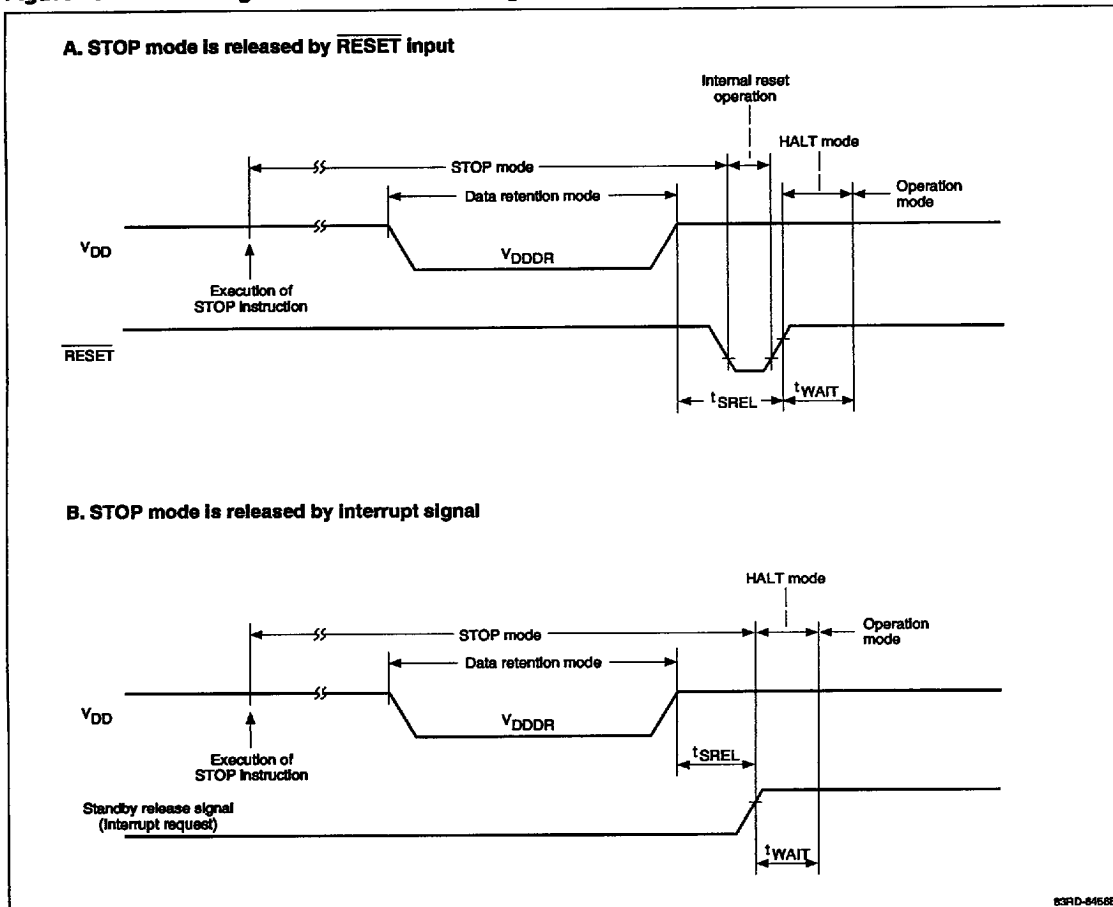 A. STOP mode is released by RESET input
Internal reset
operation
HALT mode
STOP mode
Operation
mode
Data retention mode
VDD
VDDDR
Execution of
STOP Instruction
RESET
tSREL
tWAIT
B. STOP mode is released by interrupt signal
HALT mode
STOP mode
Operation
mode
Data retention mode
VDD
VDDDR
tSREL
Execution of
STOP Instruction
Standby release signal
(Interrupt request)
tWAIT